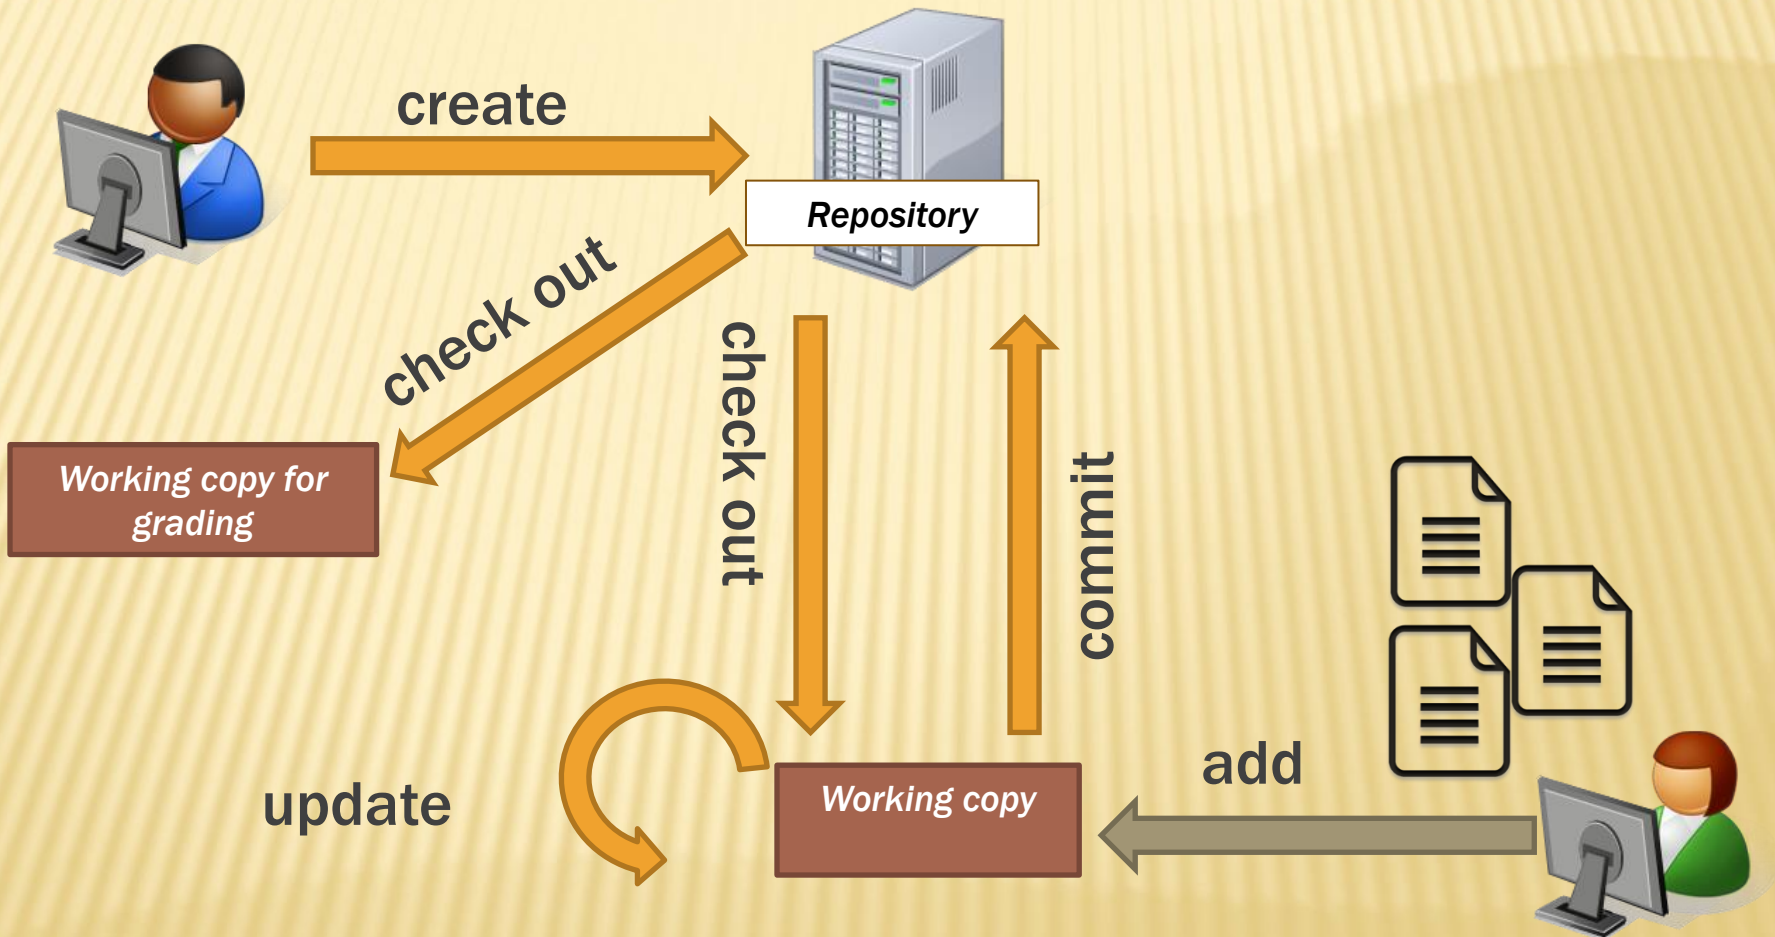 create
Repository
check out
check out
commit
Working copy for
grading
add
update
Working copy